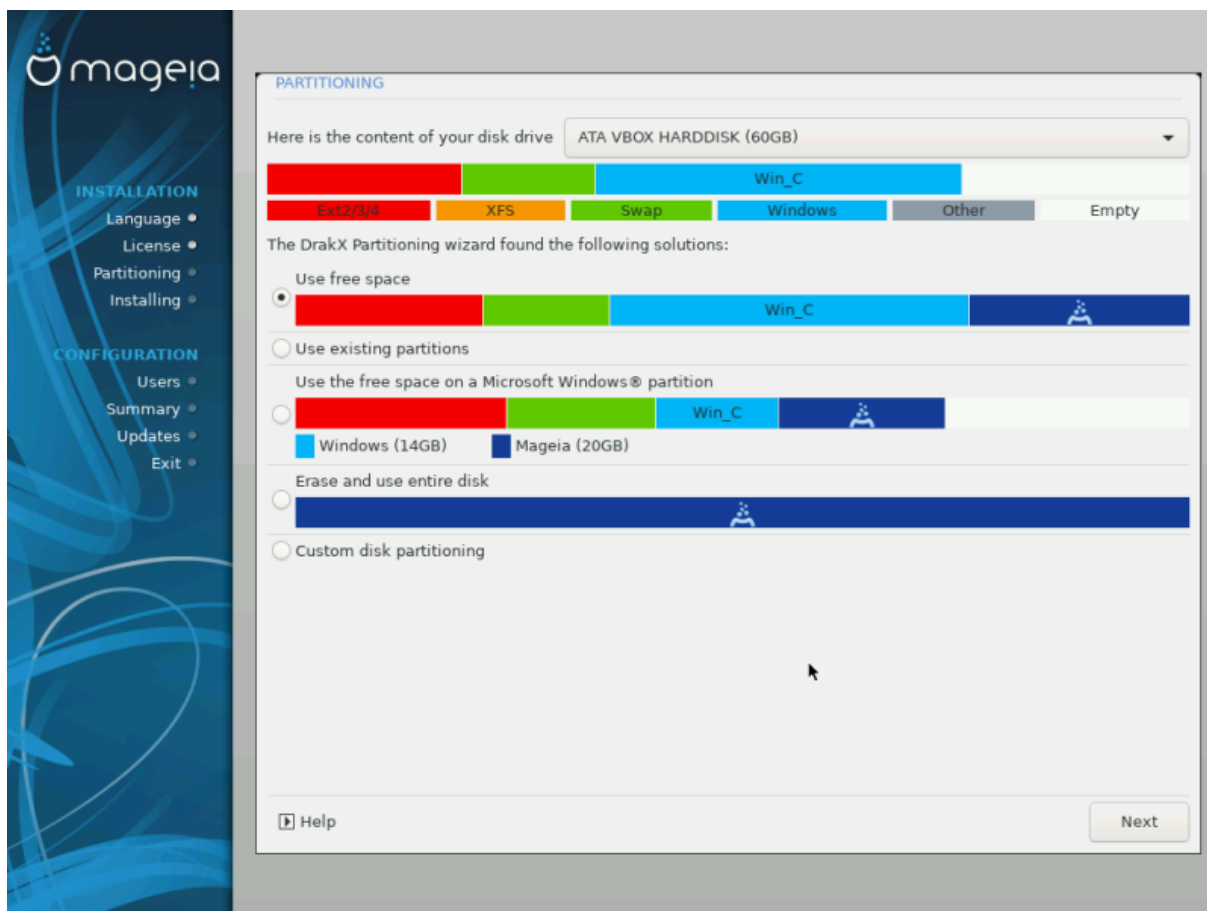 mageia
INSTALLATION
Language
License
Partitioning
Installing
CONFIGURATION
Users
Summary
Updates
Exit
PARTITIONING
Here is the content of your disk drive ATA VBOX HARDDISK (60GB)
Win_C
Ext2/3/4 XFS Swap Windows Other Empty
The DrakX Partitioning wizard found the following solutions:
Use free space
Win_C
Use existing partitions
Use the free space on a Microsoft Windows® partition
Win_C
Windows (14GB) Mageia (20GB)
Erase and use entire disk
Custom disk partitioning
Help Next